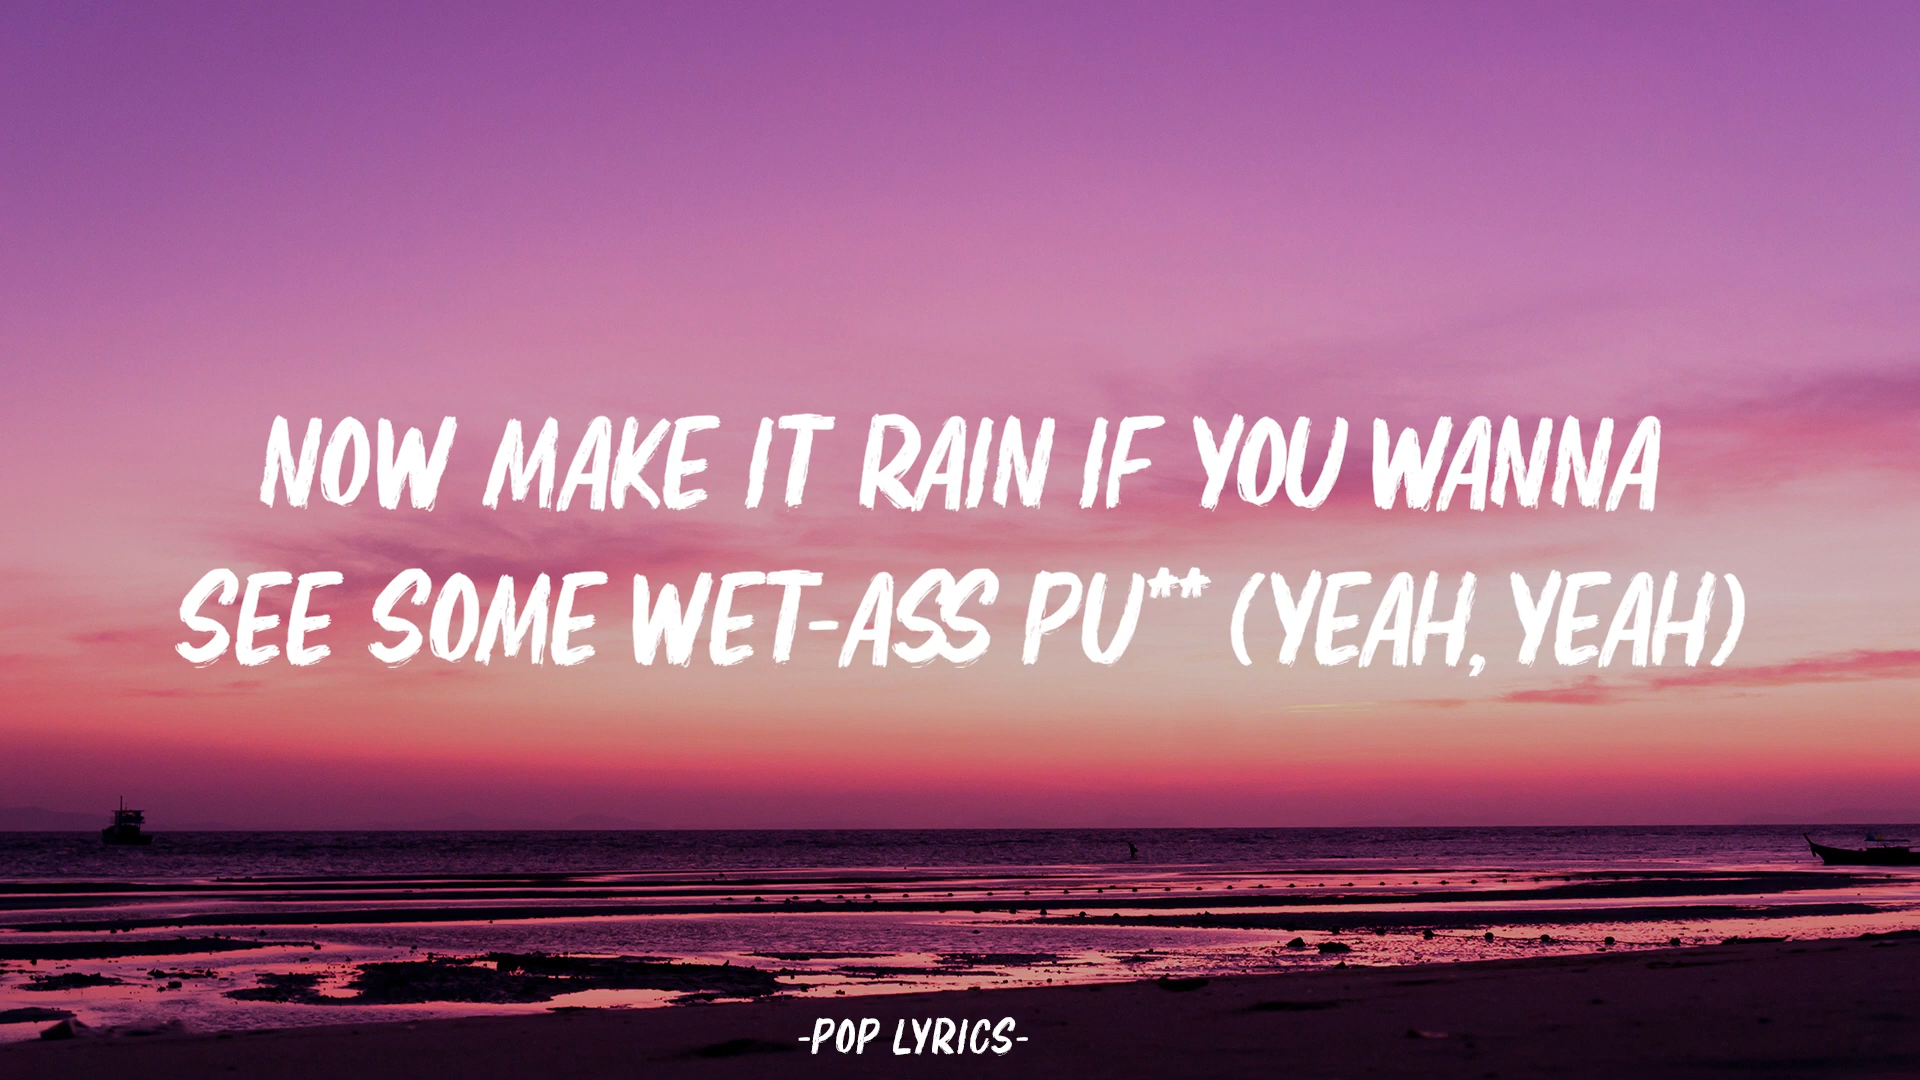 NOW MAKE IT RAIN IF YOU WANNA
SEE SOME WET-ASS PU** (YEAH, YEAH)
-POP LYRICS-